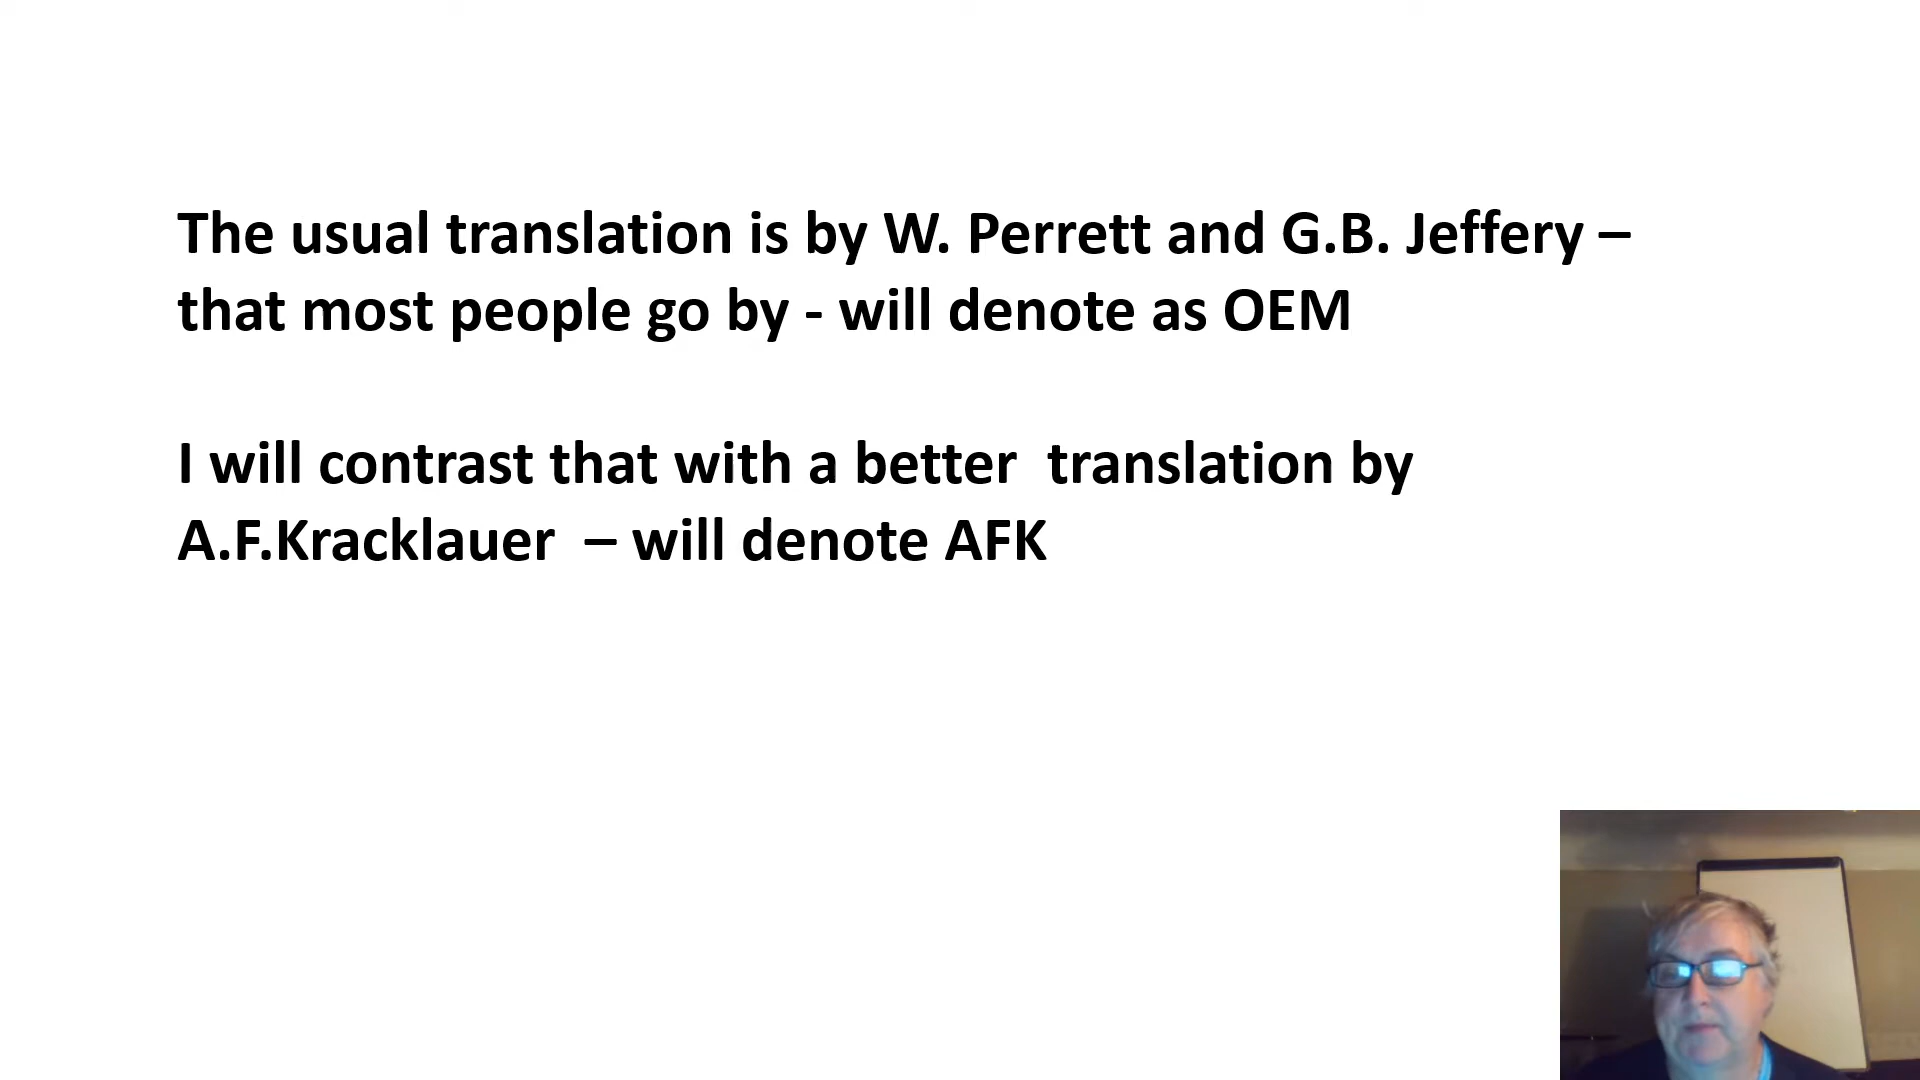 The usual translation is by W. Perrett and G.B. Jeffery –
that most people go by - will denote as OEM
I will contrast that with a better  translation by
A.F.Kracklauer  – will denote AFK